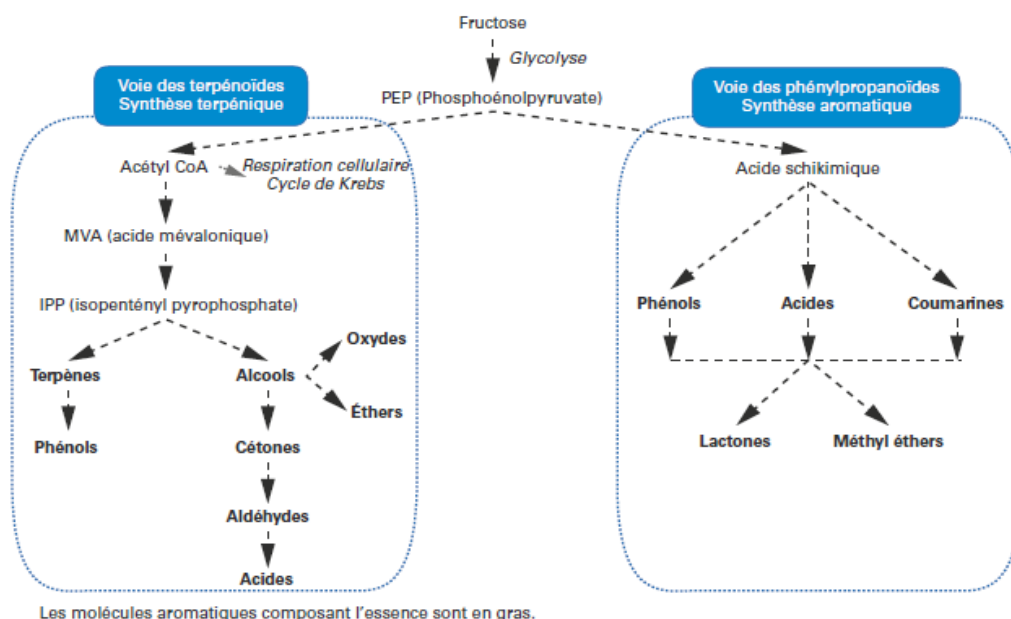 Fructose
Glycolyse
Voie des terpénoïdes
Synthèse terpénique
PEP (Phosphoénolpyruvate)
Voie des phénylpropanoïdes
Synthèse aromatique
Acétyl CoA
Respiration cellulaire
Cycle de Krebs
Acide schikimique
MVA (acide mévalonique)
IPP (isopentényl pyrophosphate)
Phénols
Acides
Coumarines
Oxydes
Terpènes
Alcools
Éthers
Phénols
Cétones
Lactones
Méthyl éthers
Aldéhydes
Acides
Les molécules aromatiques composant l'essence sont en gras.